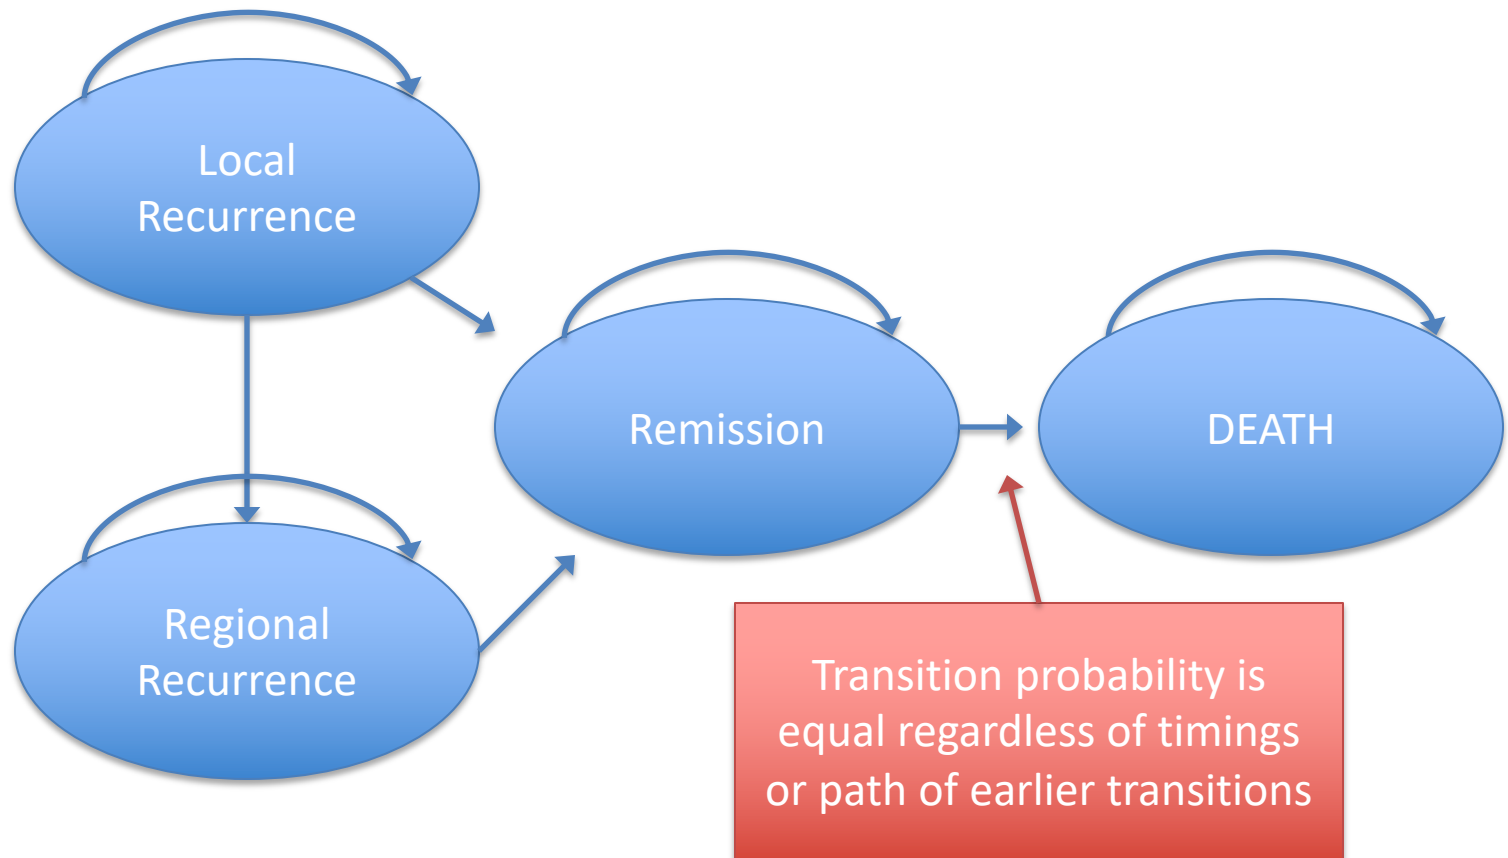 Local
Recurrence
Remission
DEATH
Regional
Recurrence
Transition probability is
equal regardless of timings
or path of earlier transitions